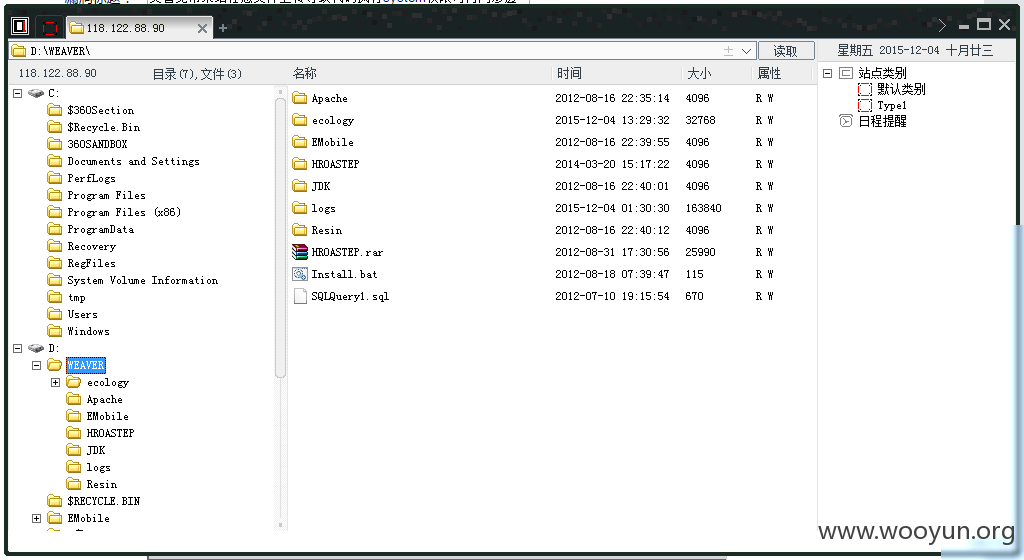 118.122.88.90
D:\WEAVER\
读取
星期五 2015-12-04 十月廿三
118.122.88.90 目录(7),文件(3)
名称 时间 大小 属性
C:
$360Section
$Recycle.Bin
360SANDBOX
Documents and Settings
PerfLogs
Program Files
Program Files (x86)
ProgramData
Recovery
RegFiles
System Volume Information
tmp
Users
Windows
D:
WEAVER
ecology
Apache
EMobile
HROASTEP
JDK
logs
Resin
$RECYCLE.BIN
EMobile
Apache 2012-08-16 22:35:14 4096 R W
ecology 2015-12-04 13:29:32 32768 R W
EMobile 2012-08-16 22:39:55 4096 R W
HROASTEP 2014-03-20 15:17:22 4096 R W
JDK 2012-08-16 22:40:01 4096 R W
logs 2015-12-04 01:30:30 163840 R W
Resin 2012-08-16 22:40:12 4096 R W
HROASTEP.rar 2012-08-31 17:30:56 25990 R W
Install.bat 2012-08-18 07:39:47 115 R W
SQLQuery1.sql 2012-07-10 19:15:54 670 R W
站点类别
默认类别
Type1
日程提醒
www.wooyun.org